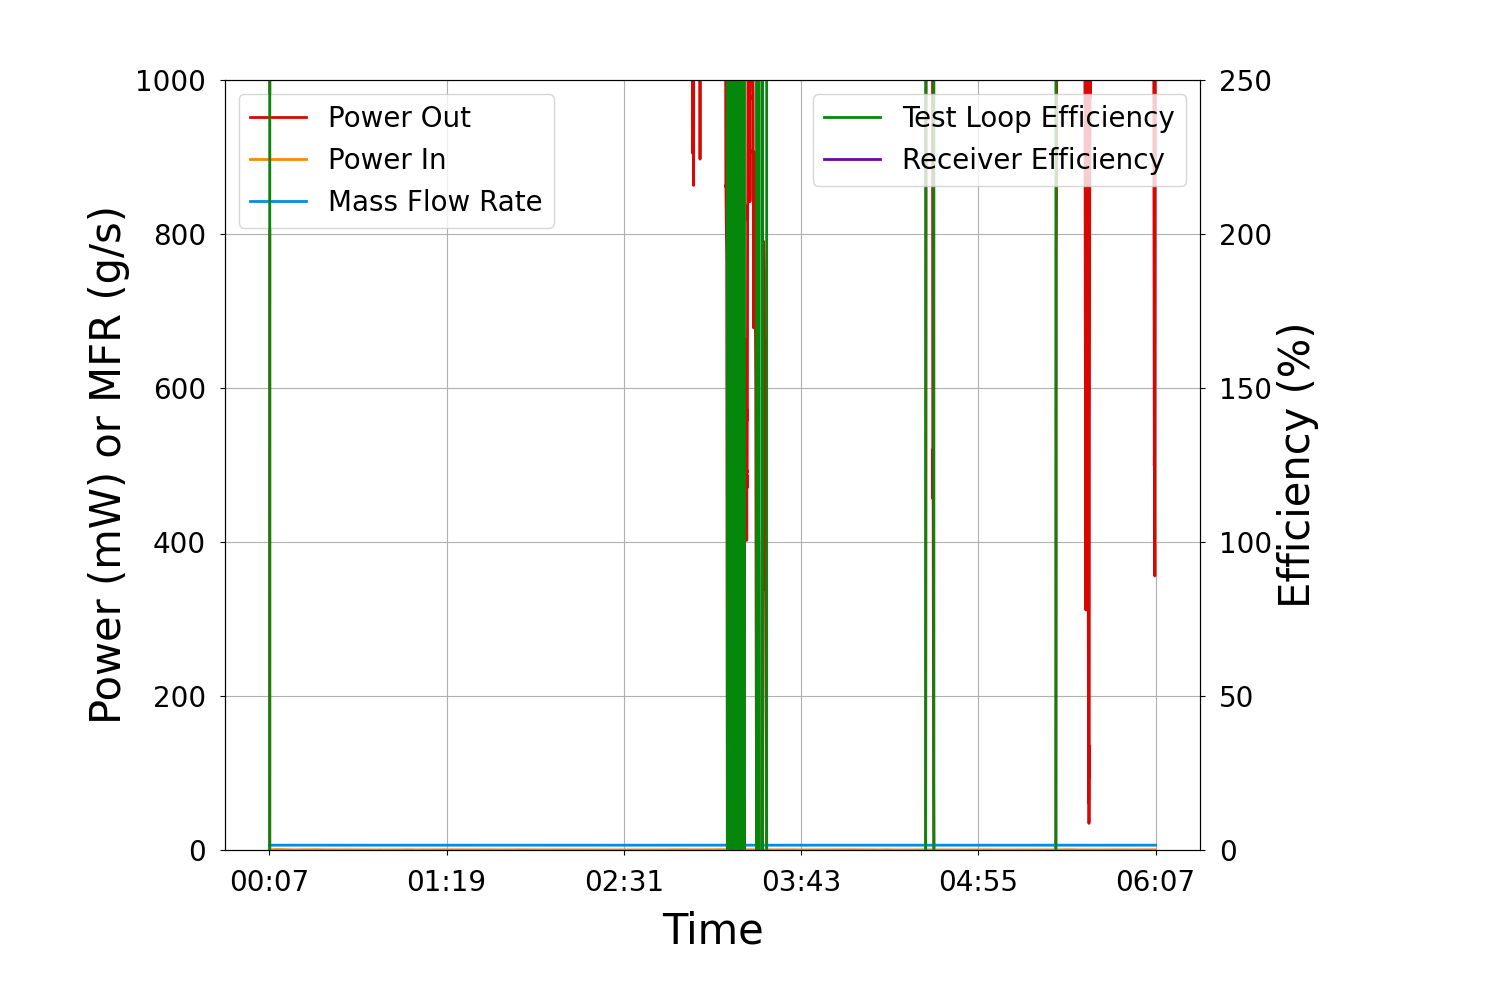 Power (mW) or MFR (g/s)
1000
800
600
400
200
0
Power Out
Power In
Mass Flow Rate
Test Loop Efficiency
Receiver Efficiency
250
200
150
100
50
0
Efficiency (%)
00:07 01:19 02:31 03:43 04:55 06:07
Time